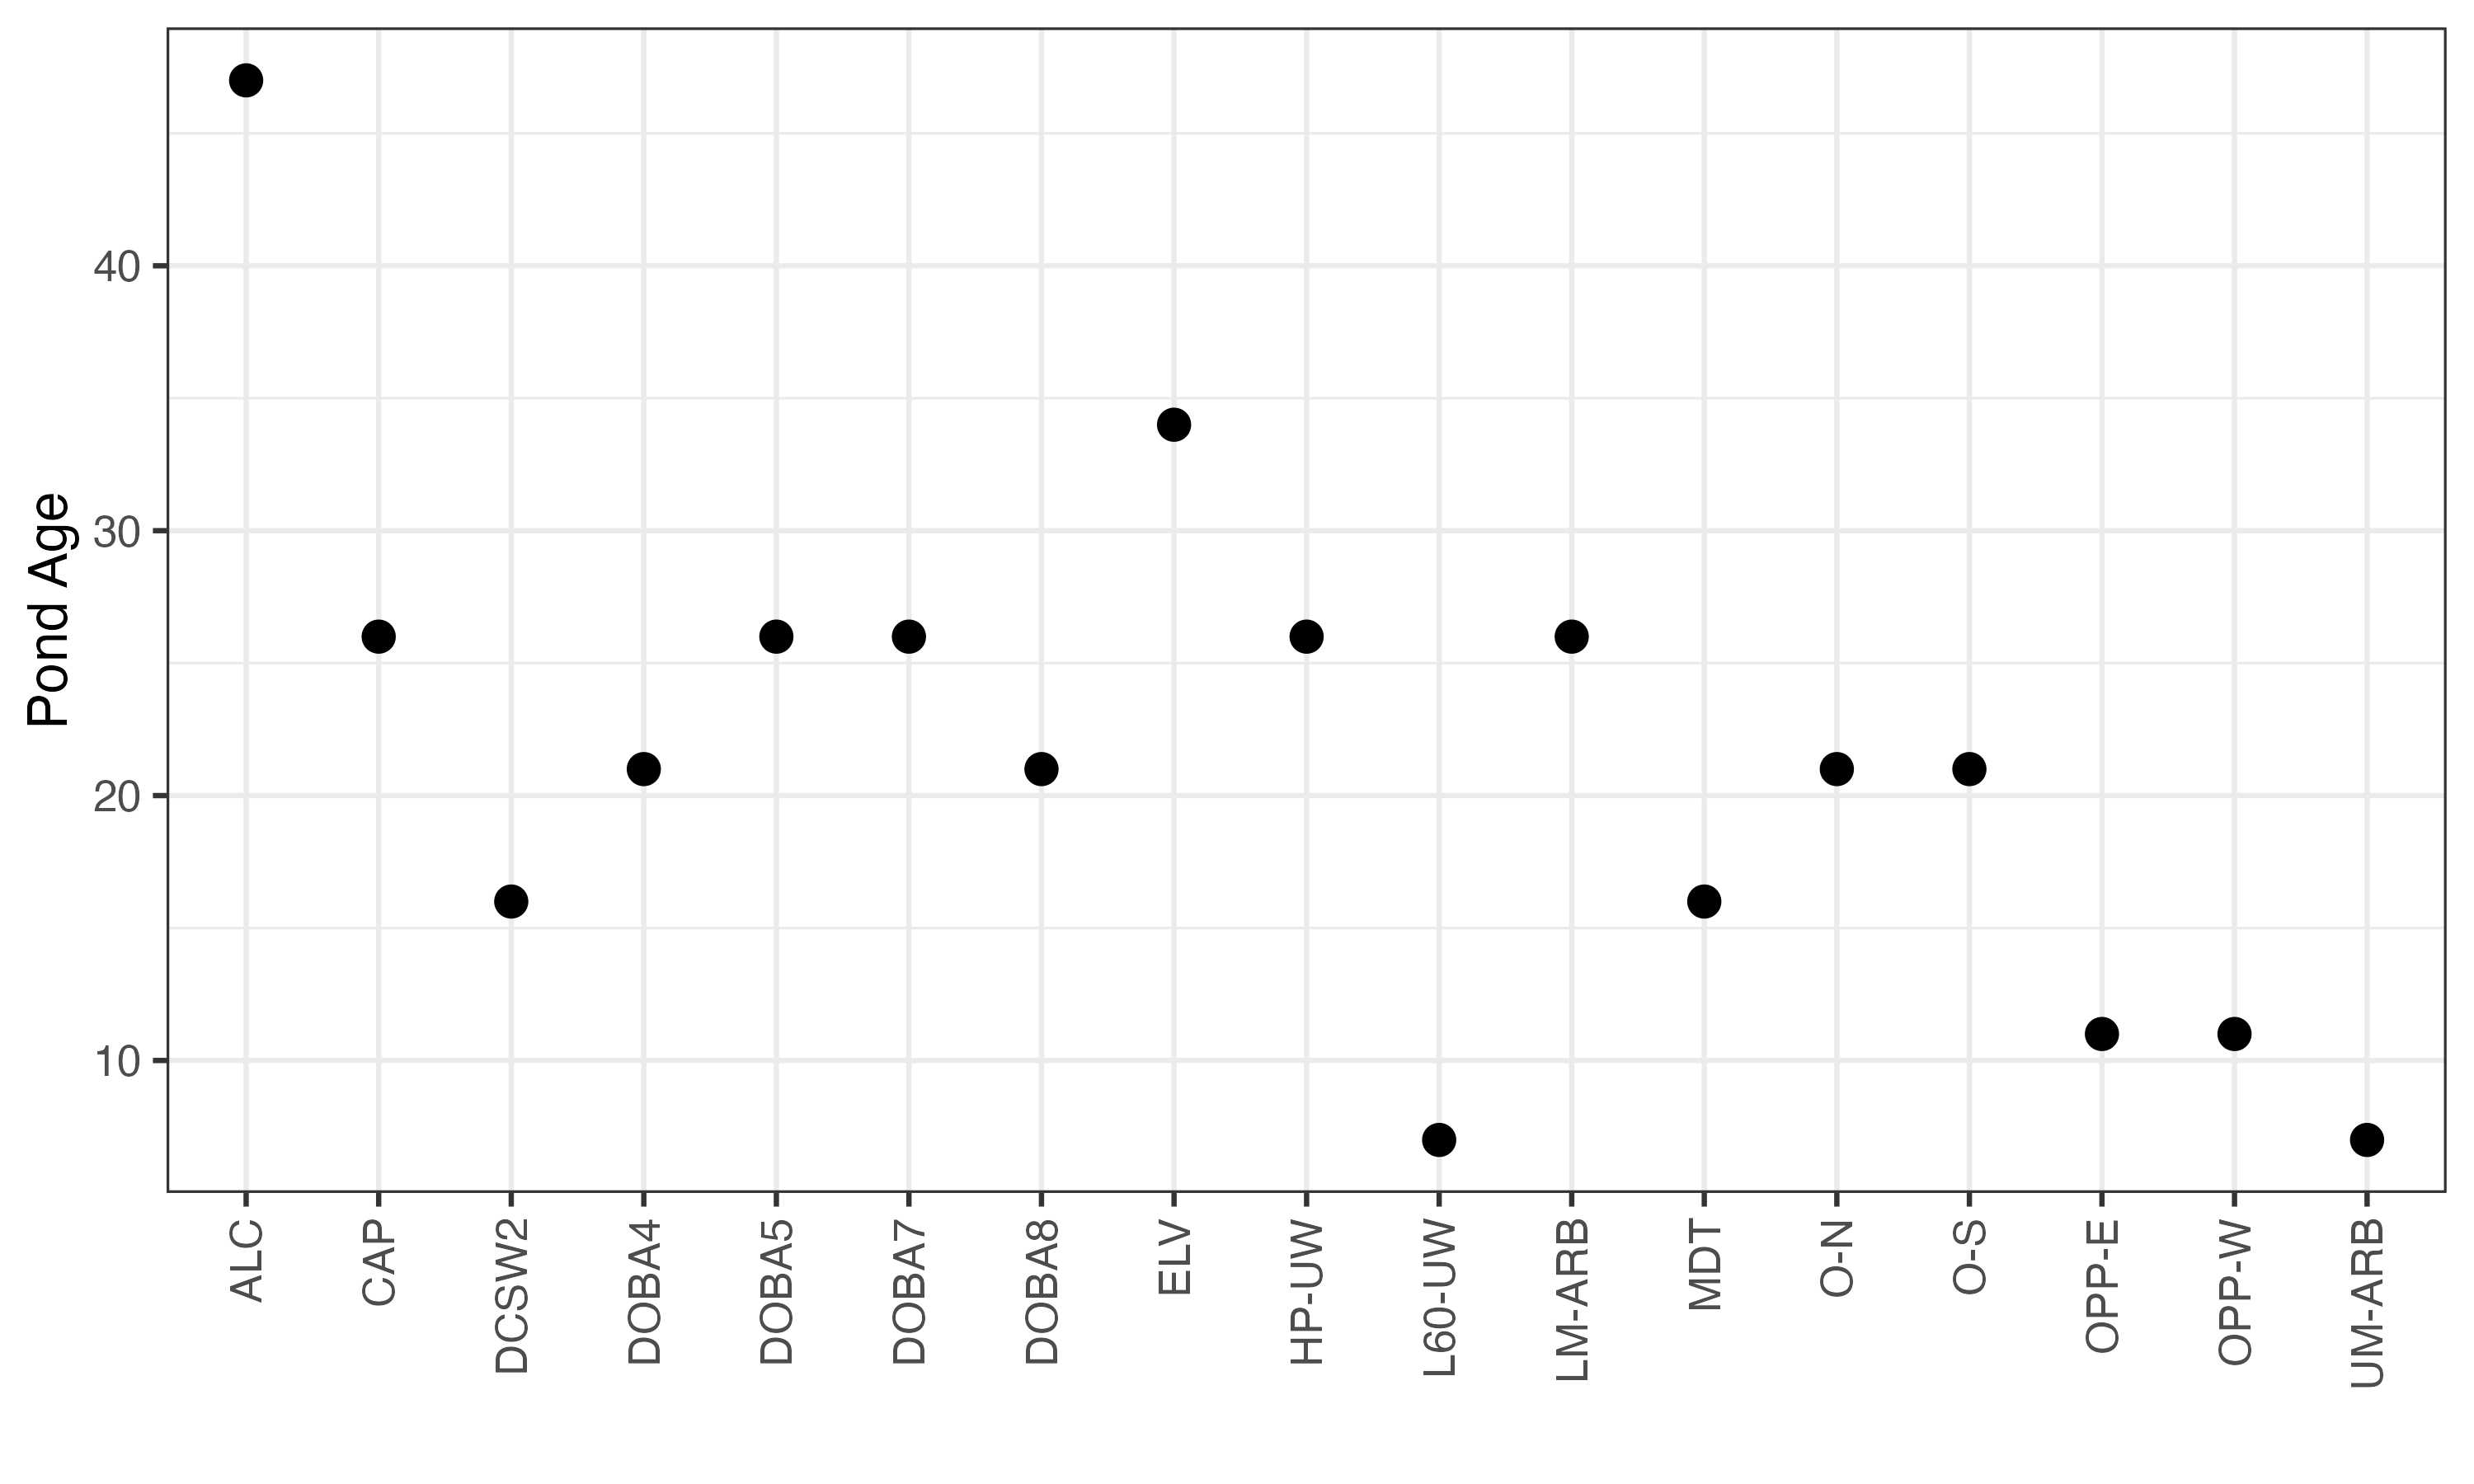 Pond Age
40
30
20
10
ALC
CAP
DCSW2
DOBA4
DOBA5
DOBA7
DOBA8
ELV
HP-UW
L60-UW
LM-ARB
MDT
O-N
O-S
OPP-E
OPP-W
UM-ARB